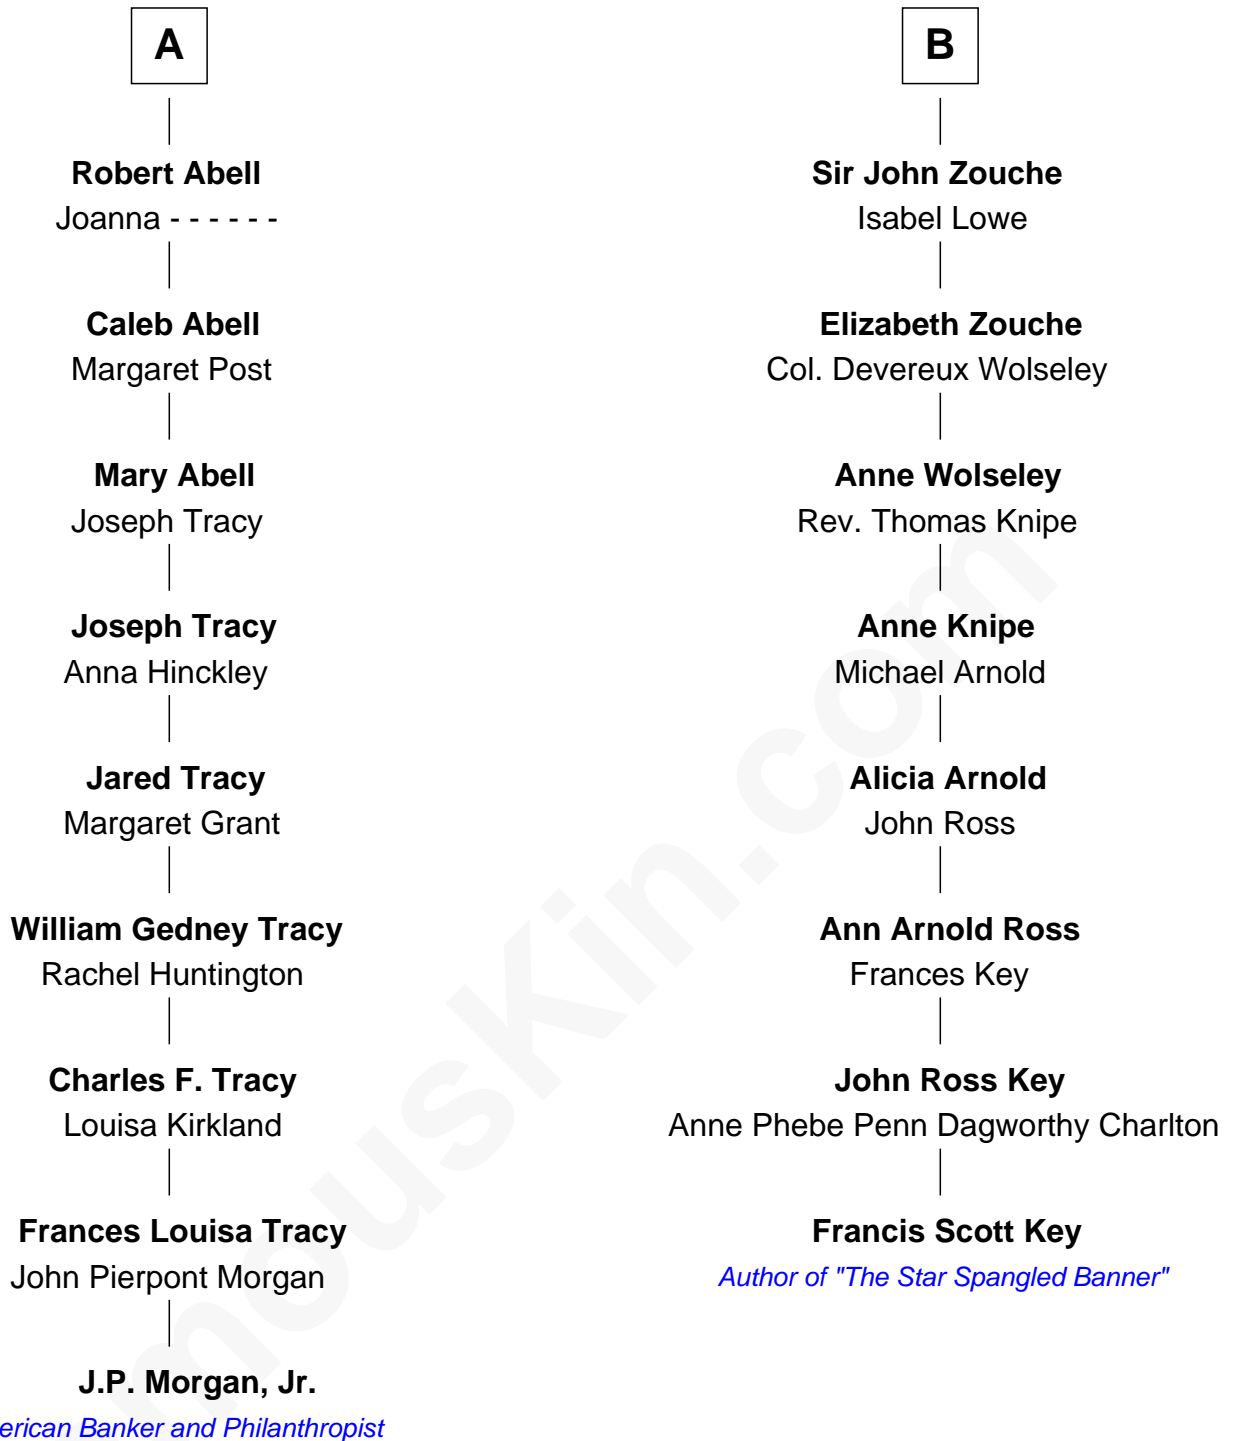 A
Robert Abell
Joanna - - - - - -
Caleb Abell
Margaret Post
Mary Abell
Joseph Tracy
Joseph Tracy
Anna Hinckley
Jared Tracy
Margaret Grant
William Gedney Tracy
Rachel Huntington
Charles F. Tracy
Louisa Kirkland
Frances Louisa Tracy
John Pierpont Morgan
J.P. Morgan, Jr.
erican Banker and Philanthropist
B
Sir John Zouche
Isabel Lowe
Elizabeth Zouche
Col. Devereux Wolseley
Anne Wolseley
Rev. Thomas Knipe
Anne Knipe
Michael Arnold
Alicia Arnold
John Ross
Ann Arnold Ross
Frances Key
John Ross Key
Anne Phebe Penn Dagworthy Charlton
Francis Scott Key
Author of "The Star Spangled Banner"
mouskin.com